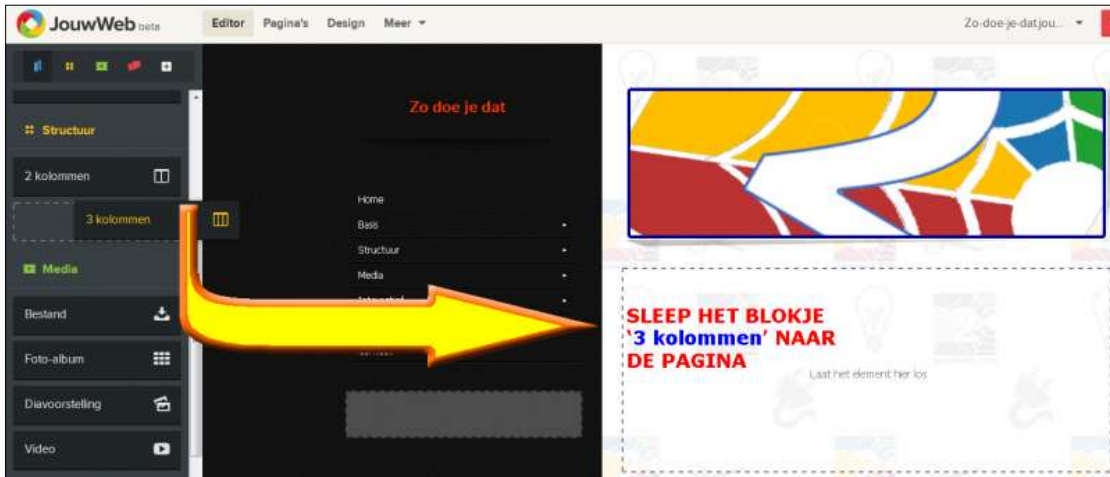 JouwWeb beta
Editor Pagina's Design Meer
Zo-doe-je-dat.jou...
Structuur
2 kolommen
3 kolommen
Media
Bestand
Foto-album
Diavoorstelling
Video
Zo doe je dat
Home
Basis
Structuur
Media
SLEEP HET BLOKJE
‘3 kolommen’ NAAR
DE PAGINA
Laat het element hier los